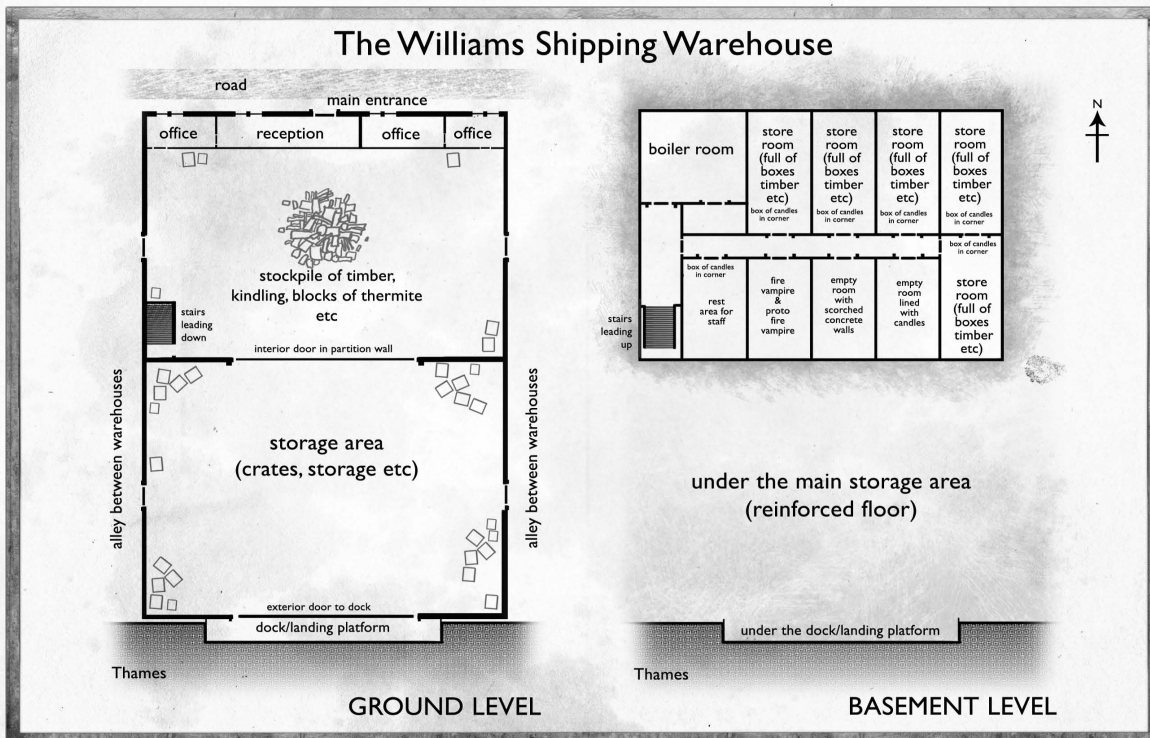 The Williams Shipping Warehouse
road
main entrance
office
reception
office
office
stockpile of timber,
kindling, blocks of thermite
etc
stairs
leading
down
interior door in partition wall
alley between warehouses
storage area
(crates, storage etc)
alley between warehouses
exterior door to dock
dock/landing platform
Thames
GROUND LEVEL
N
boiler room
store
room
(full of
boxes
timber
etc)
box of candles
in corner
store
room
(full of
boxes
timber
etc)
box of candles
in corner
store
room
(full of
boxes
timber
etc)
box of candles
in corner
store
room
(full of
boxes
timber
etc)
box of candles
in corner
box of candles
in corner
rest
area for
staff
fire
vampire
&
proto
fire
vampire
empty
room
with
scorched
concrete
walls
empty
room
lined
with
candles
box of candles
in corner
store
room
(full of
boxes
timber
etc)
stairs
leading
up
under the main storage area
(reinforced floor)
under the dock/landing platform
Thames
BASEMENT LEVEL